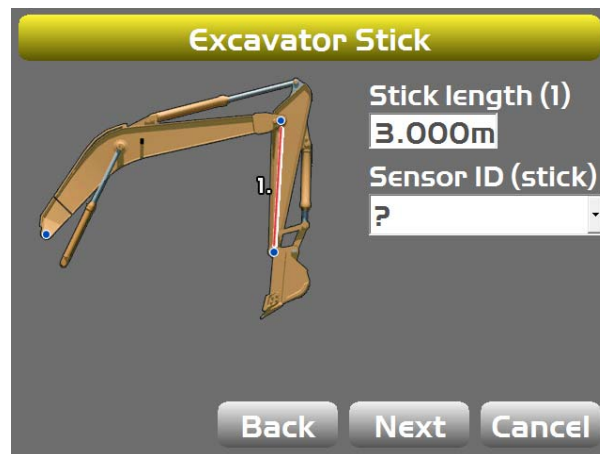 Excavator Stick
Stick length (1)
3.000m
Sensor ID (stick)
?
1.
Back
Next
Cancel